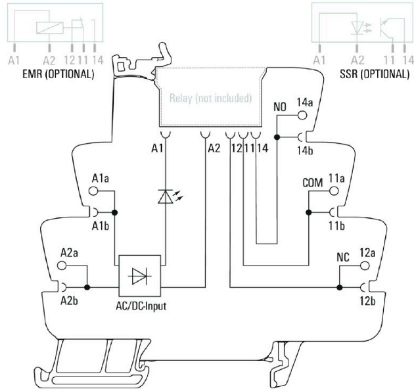 A1 A2 12 11 14
EMR (OPTIONAL)
A1 A2 11 14
SSR (OPTIONAL)
Relay (not included)
NO 14a
A1 A2 12 11 14 14b
A1a
COM 11a
A1b
11b
A2a
NC 12a
A2b
12b
AC/DC-Input